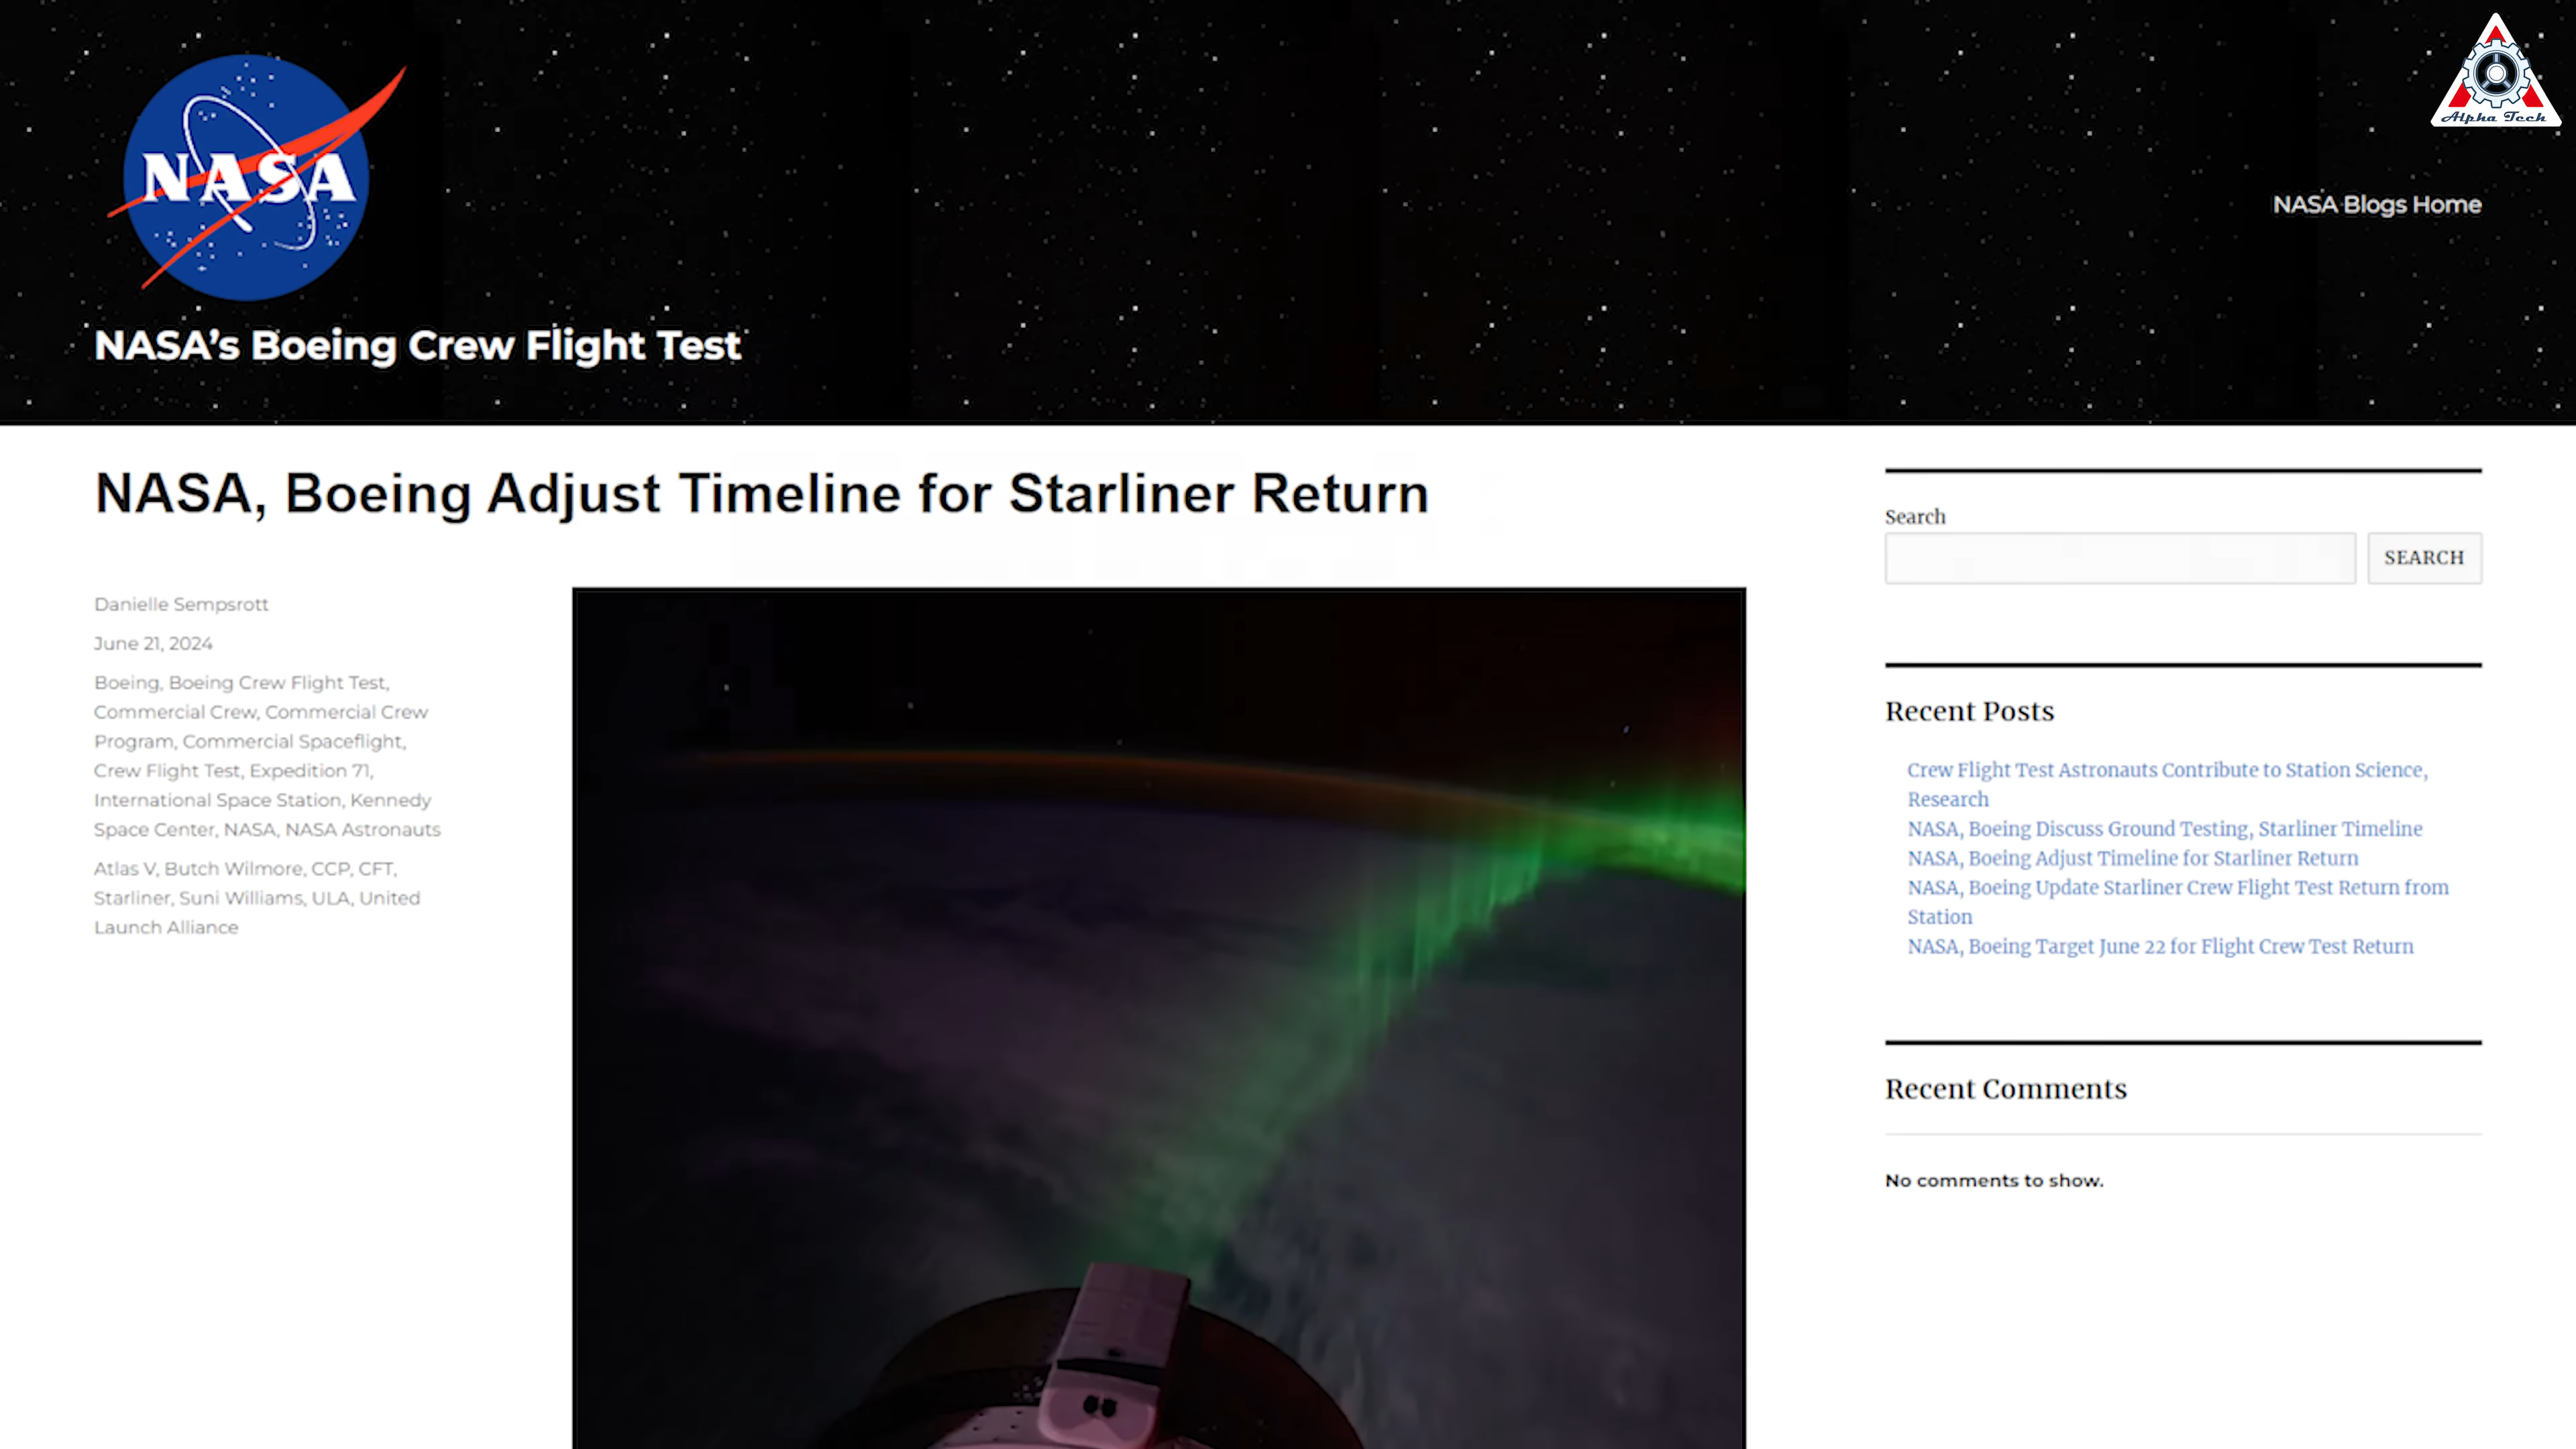 NASA
Alpha Tech
NASA Blogs Home
NASA's Boeing Crew Flight Test
NASA, Boeing Adjust Timeline for Starliner Return
Danielle Sempsrott
June 21, 2024
Boeing, Boeing Crew Flight Test,
Commercial Crew, Commercial Crew
Program, Commercial Spaceflight,
Crew Flight Test, Expedition 71,
International Space Station, Kennedy
Space Center, NASA, NASA Astronauts
Atlas V, Butch Wilmore, CCP, CFT,
Starliner, Suni Williams, ULA, United
Launch Alliance
Search
SEARCH
Recent Posts
Crew Flight Test Astronauts Contribute to Station Science,
Research
NASA, Boeing Discuss Ground Testing, Starliner Timeline
NASA, Boeing Adjust Timeline for Starliner Return
NASA, Boeing Update Starliner Crew Flight Test Return from
Station
NASA, Boeing Target June 22 for Flight Crew Test Return
Recent Comments
No comments to show.